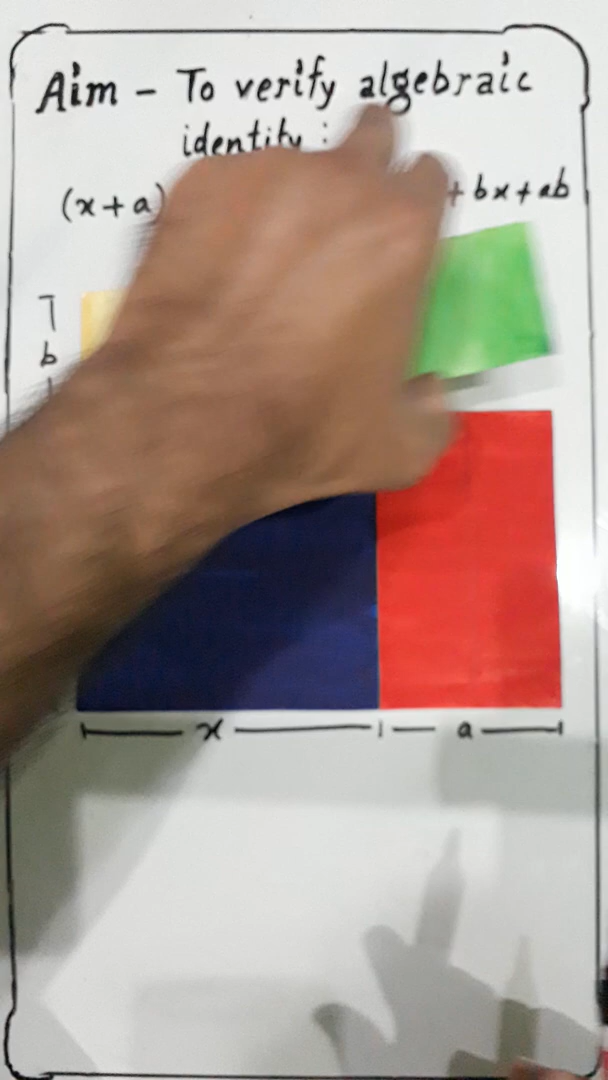 Aim - To verify algebraic
identity :
(x+a) + bx + ab
b
x a